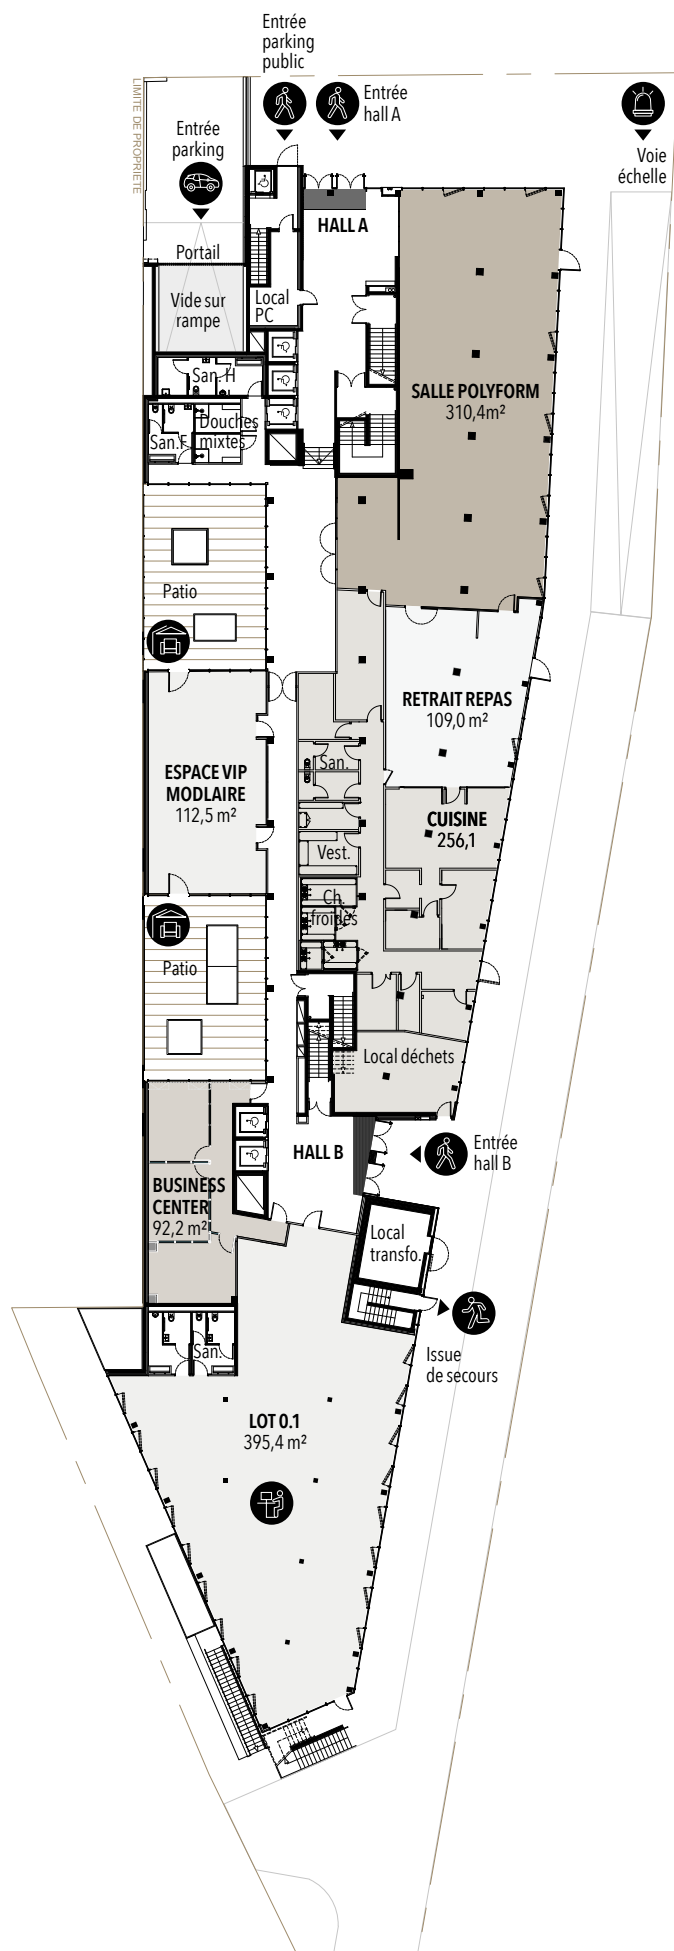 Entrée
parking
public
Entrée
hall A
LIMITE DE PROPRIETE
Entrée
parking
Voie
échelle
HALL A
Portail
Vide sur
rampe
Local
PC
San. H
SALLE POLYFORM
310,4m²
Douches
mixtes
San.F
Patio
RETRAIT REPAS
109,0 m²
ESPACE VIP
MODLAIRE
112,5 m²
San.
CUISINE
256,1
Vest.
Ch.
froides
Patio
Local déchets
Entrée
hall B
HALL B
BUSINESS
CENTER
92,2 m²
Local
transfo.
Issue
de secours
San.
LOT 0.1
395,4 m²